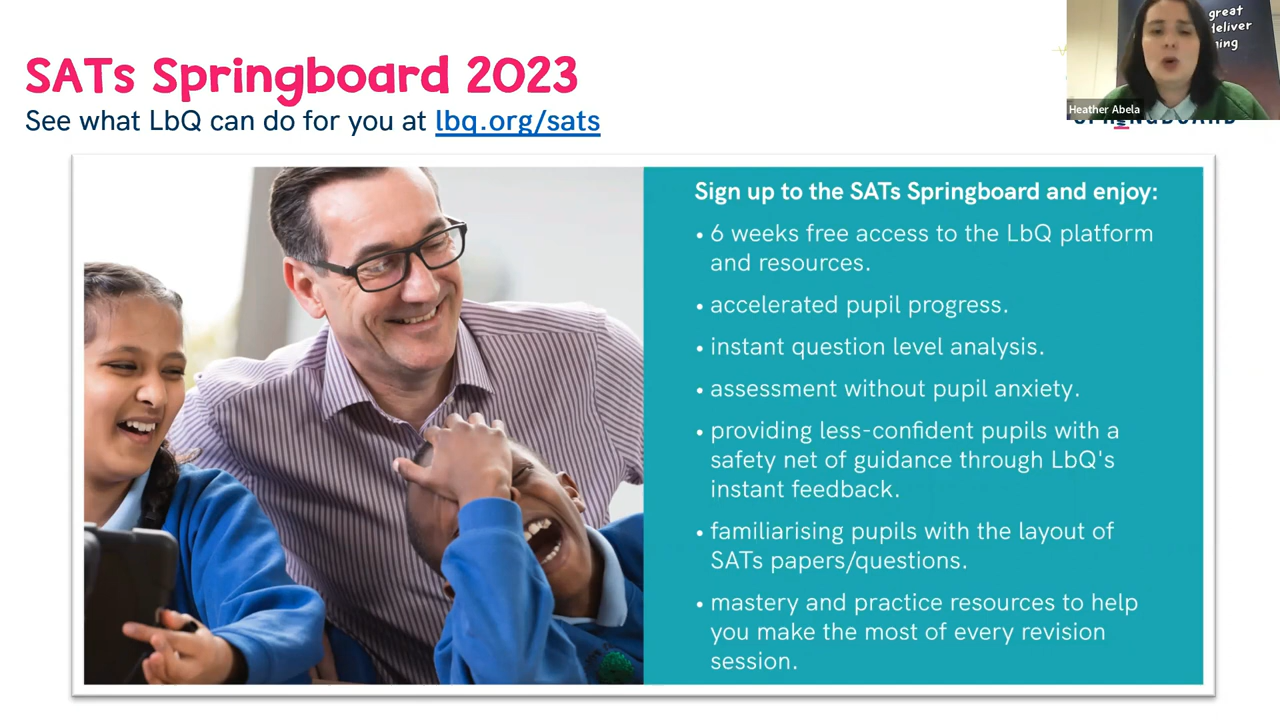 SATs Springboard 2023
See what LbQ can do for you at lbq.org/sats
great
deliver
Heather Abela
Sign up to the SATs Springboard and enjoy:
• 6 weeks free access to the LbQ platform
and resources.
• accelerated pupil progress.
• instant question level analysis.
• assessment without pupil anxiety.
• providing less-confident pupils with a
safety net of guidance through LbQ's
instant feedback.
• familiarising pupils with the layout of
SATs papers/questions.
• mastery and practice resources to help
you make the most of every revision
session.